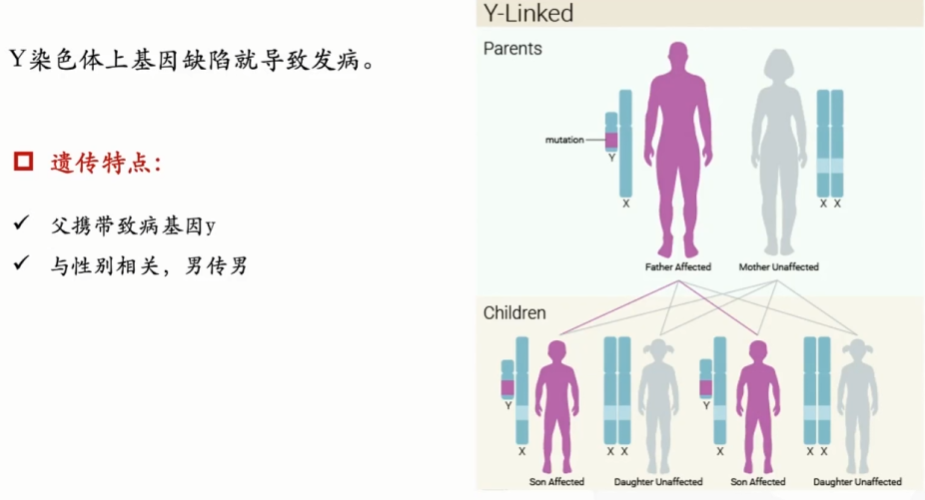 Y染色体上基因缺陷就导致发病。
遗传特点：
父携带致病基因y
与性别相关，男传男
Y-Linked
Parents
mutation
Y
X
X X
Father Affected
Mother Unaffected
Children
Y
X
X X
Y
X
X X
Son Affected
Daughter Unaffected
Son Affected
Daughter Unaffected